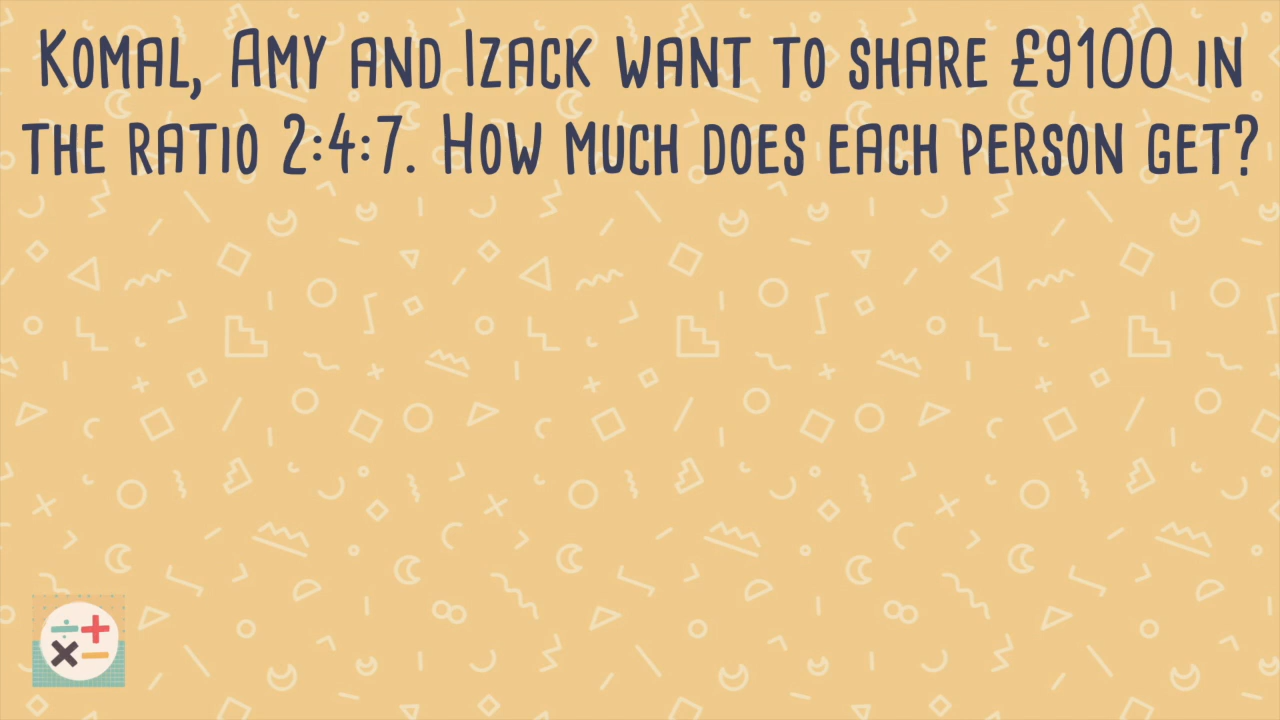 Komal, Amy and Izack want to share £9100 in
the ratio 2:4:7. How much does each person get?